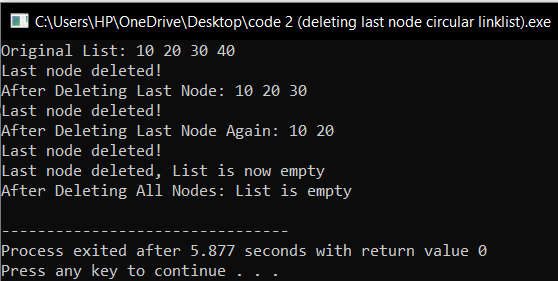 C:\Users\HP\OneDrive\Desktop\code 2 (deleting last node circular linklist).exe
Original List: 10 20 30 40
Last node deleted!
After Deleting Last Node: 10 20 30
Last node deleted!
After Deleting Last Node Again: 10 20
Last node deleted!
Last node deleted, List is now empty
After Deleting All Nodes: List is empty
--------------------------------
Process exited after 5.877 seconds with return value 0
Press any key to continue . . .